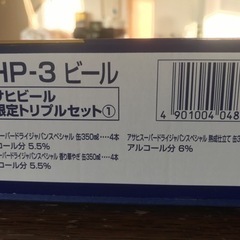 HP-3 ビール
サヒビール
限定トリプルセット①
スーパードライジャパンスペシャル 缶350ml‥‥4本
コール分 5.5%
スーパードライジャパンスペシャル 香り華やぎ 缶350ml‥‥4本
コール分 5.5%
アサヒスーパードライジャパンスペシャル 熟成仕立て 缶3
アルコール分 6%
4 901004 048